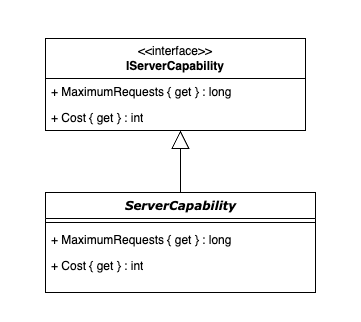 <<interface>>
IServerCapability
+ MaximumRequests { get } : long
+ Cost { get } : int
ServerCapability
+ MaximumRequests { get } : long
+ Cost { get } : int